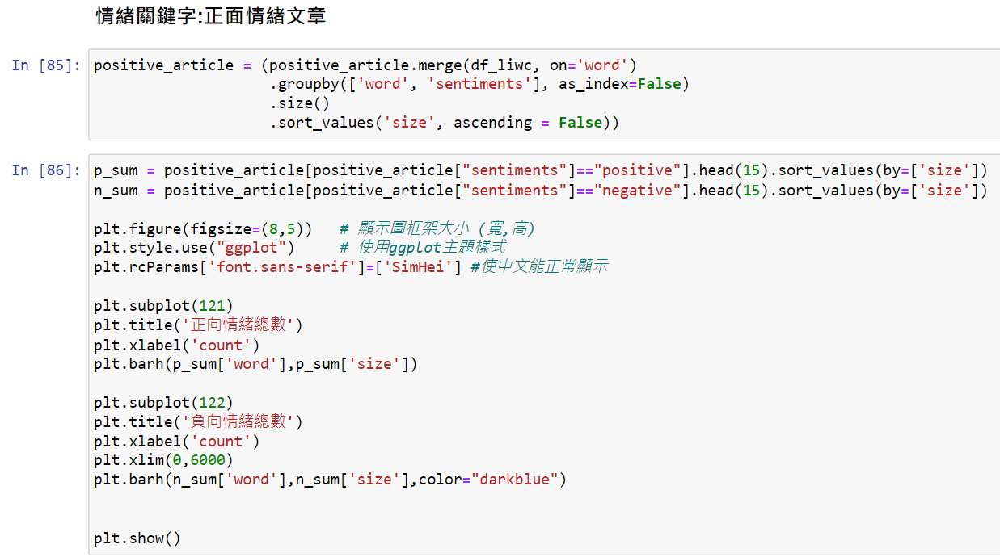 情緒關鍵字:正面情緒文章
In [85]: positive_article = (positive_article.merge(df_liwc, on='word')
.groupby(['word', 'sentiments'], as_index=False)
.size()
.sort_values('size', ascending = False))
In [86]: p_sum = positive_article[positive_article["sentiments"]=="positive"].head(15).sort_values(by=['size'])
n_sum = positive_article[positive_article["sentiments"]=="negative"].head(15).sort_values(by=['size'])
plt.figure(figsize=(8,5)) # 顯示圖框架大小 (寬,高)
plt.style.use("ggplot") # 使用ggplot主題樣式
plt.rcParams['font.sans-serif']=['SimHei'] #使中文能正常顯示
plt.subplot(121)
plt.title('正向情緒總數')
plt.xlabel('count')
plt.barh(p_sum['word'],p_sum['size'])
plt.subplot(122)
plt.title('負向情緒總數')
plt.xlabel('count')
plt.xlim(0,6000)
plt.barh(n_sum['word'],n_sum['size'],color="darkblue")
plt.show()